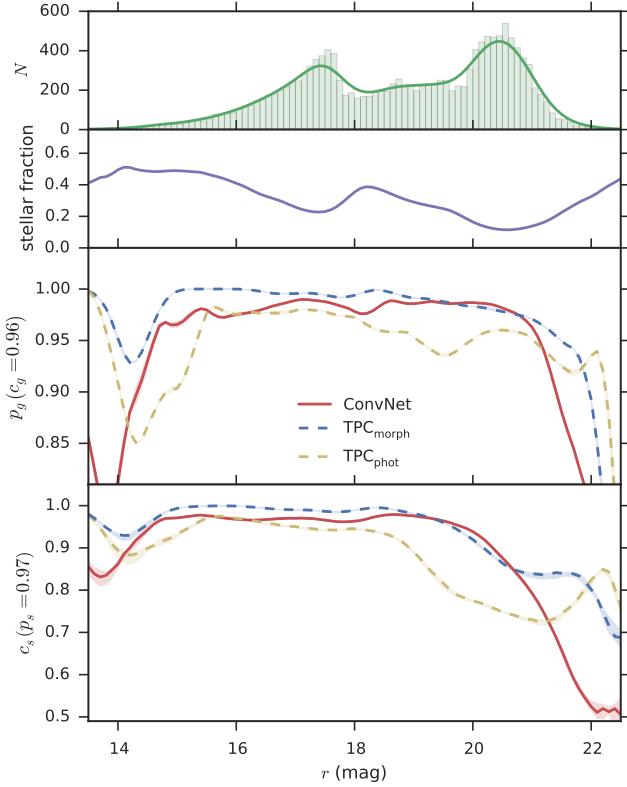 600
400
200
0
N
0.6
0.4
0.2
0.0
stellar fraction
1.00
0.95
0.90
0.85
p_g (c_g = 0.96)
ConvNet
TPC_morph
TPC_phot
1.0
0.9
0.8
0.7
0.6
0.5
c_s (p_s = 0.97)
14 16 18 20 22
r (mag)